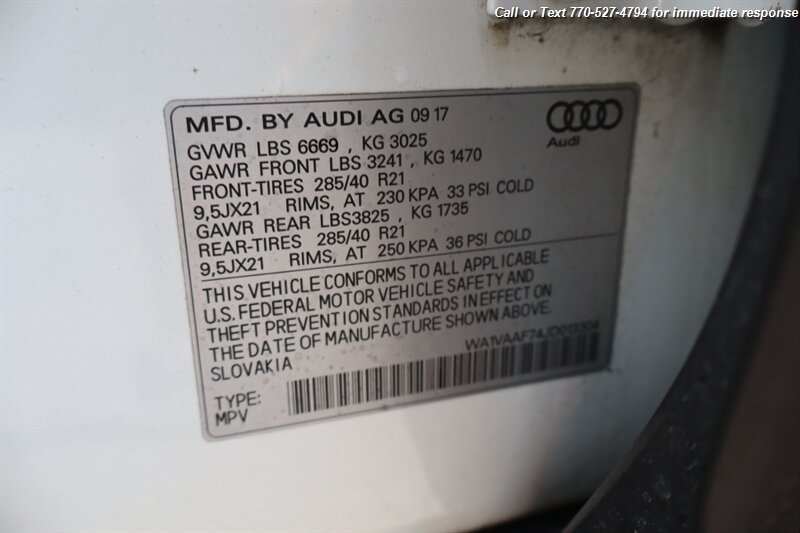 Call or Text 770-527-4794 for immediate response
MFD. BY AUDI AG 09 17
Audi
GVWR LBS 6669 , KG 3025
GAWR FRONT LBS 3241 , KG 1470
FRONT-TIRES 285/40 R21
9,5JX21 RIMS, AT 230 KPA 33 PSI COLD
GAWR REAR LBS3825 , KG 1735
REAR-TIRES 285/40 R21
9,5JX21 RIMS, AT 250 KPA 36 PSI COLD
THIS VEHICLE CONFORMS TO ALL APPLICABLE
U.S. FEDERAL MOTOR VEHICLE SAFETY AND
THEFT PREVENTION STANDARDS IN EFFECT ON
THE DATE OF MANUFACTURE SHOWN ABOVE.
SLOVAKIA
WA1VAAF74JD013304
TYPE:
MPV